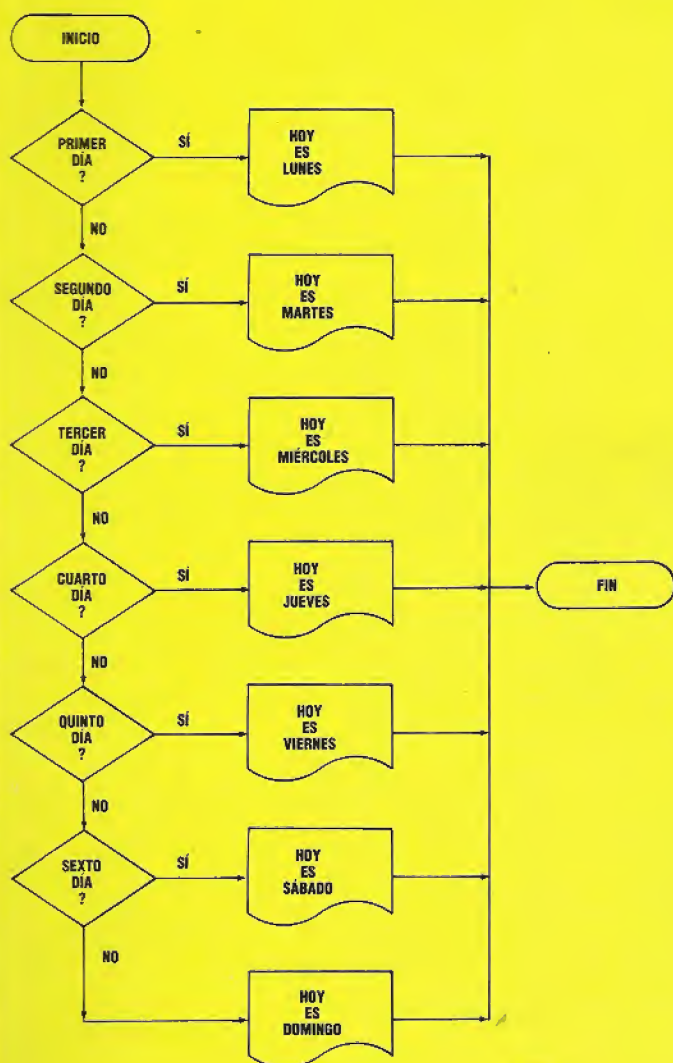 INICIO
PRIMER
DÍA
?
SÍ
HOY
ES
LUNES
NO
SEGUNDO
DÍA
?
SÍ
HOY
ES
MARTES
NO
TERCER
DÍA
?
SÍ
HOY
ES
MIÉRCOLES
NO
CUARTO
DÍA
?
SÍ
HOY
ES
JUEVES
FIN
NO
QUINTO
DÍA
?
SÍ
HOY
ES
VIERNES
NO
SEXTO
DÍA
?
SÍ
HOY
ES
SÁBADO
NO
HOY
ES
DOMINGO